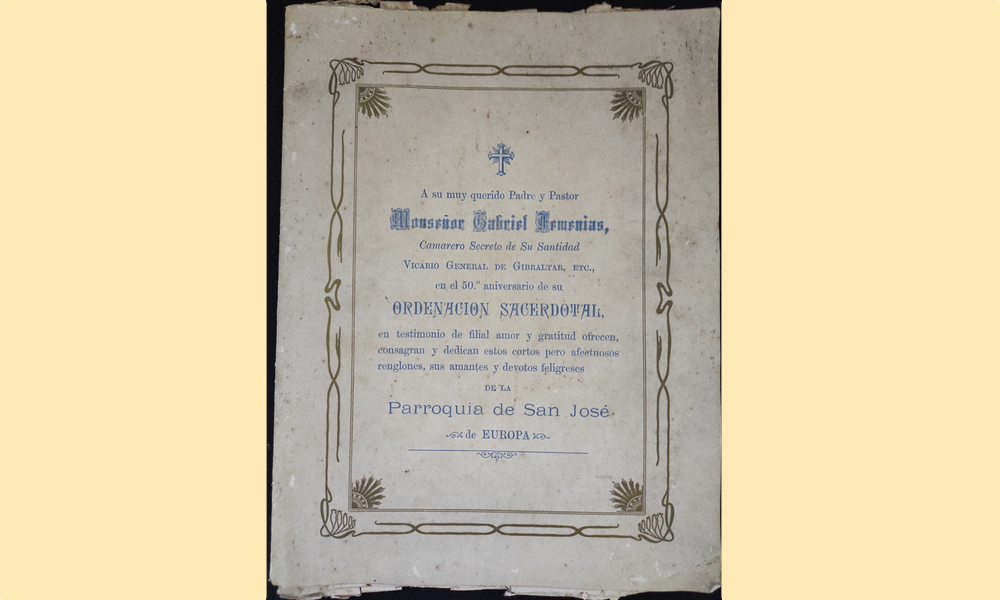 A su muy querido Padre y Pastor
Monseñor Gabriel Femenias,
Camarero Secreto de Su Santidad
Vicario General de Gibraltar, etc.,
en el 50.º aniversario de su
ORDENACION SACERDOTAL,
en testimonio de filial amor y gratitud ofrecen,
consagran y dedican estos cortos pero afectuosos
renglones, sus amantes y devotos feligreses
DE LA
Parroquia de San José
de EUROPA